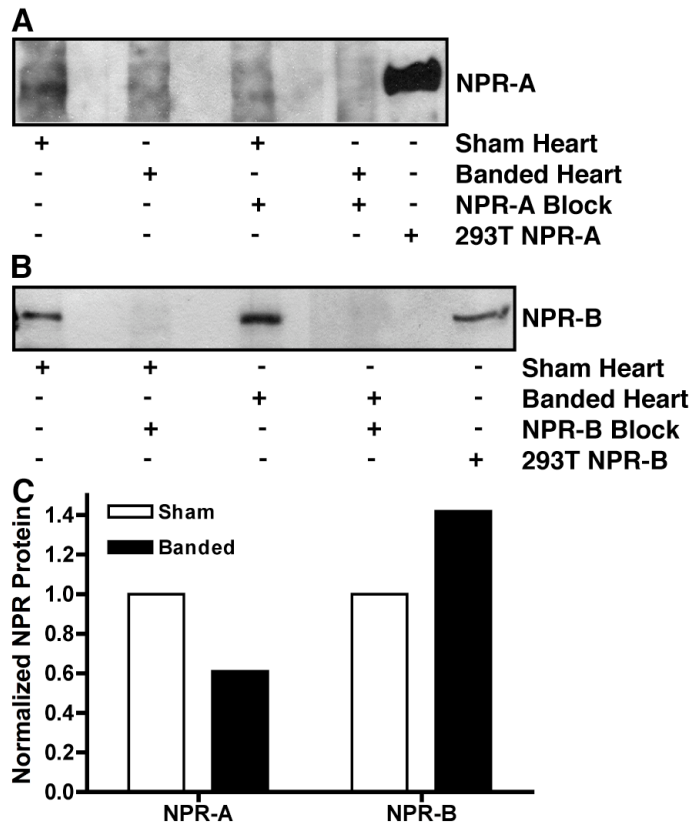 A
NPR-A
+ - + - - Sham Heart
- + - + - Banded Heart
- - + + - NPR-A Block
- - - - + 293T NPR-A
B
NPR-B
+ + - - - Sham Heart
- - + + - Banded Heart
- + - + - NPR-B Block
- - - - + 293T NPR-B
C
Normalized NPR Protein
Sham
Banded
1.4
1.2
1.0
0.8
0.6
0.4
0.2
0.0
NPR-A NPR-B